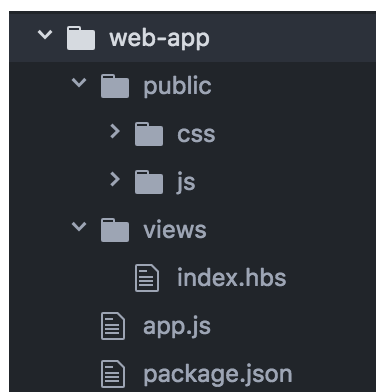 web-app
public
css
js
views
index.hbs
app.js
package.json